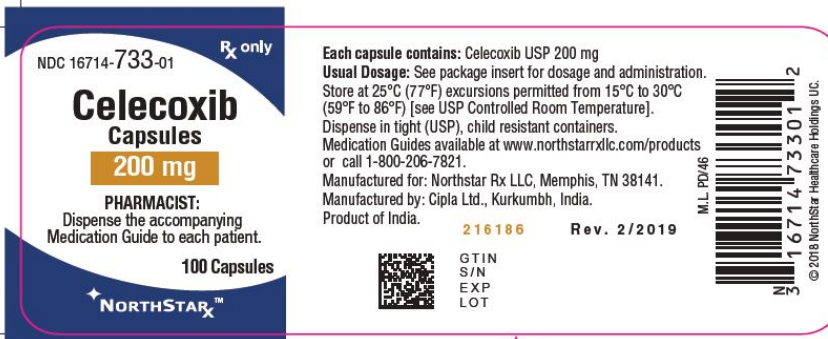 NDC 16714-733-01
Rx only
Celecoxib
Capsules
200 mg
PHARMACIST:
Dispense the accompanying
Medication Guide to each patient.
100 Capsules
NORTHSTARx™
Each capsule contains: Celecoxib USP 200 mg
Usual Dosage: See package insert for dosage and administration.
Store at 25°C (77°F) excursions permitted from 15°C to 30°C
(59°F to 86°F) [see USP Controlled Room Temperature].
Dispense in tight (USP), child resistant containers.
Medication Guides available at www.northstarrxllc.com/products
or call 1-800-206-7821.
Manufactured for: Northstar Rx LLC, Memphis, TN 38141.
Manufactured by: Cipla Ltd., Kurkumbh, India.
Product of India.
216186 Rev. 2/2019
GTIN
S/N
EXP
LOT
M.L PD/46
N
3 16714 73301 2
© 2018 NorthStar Healthcare Holdings UC.